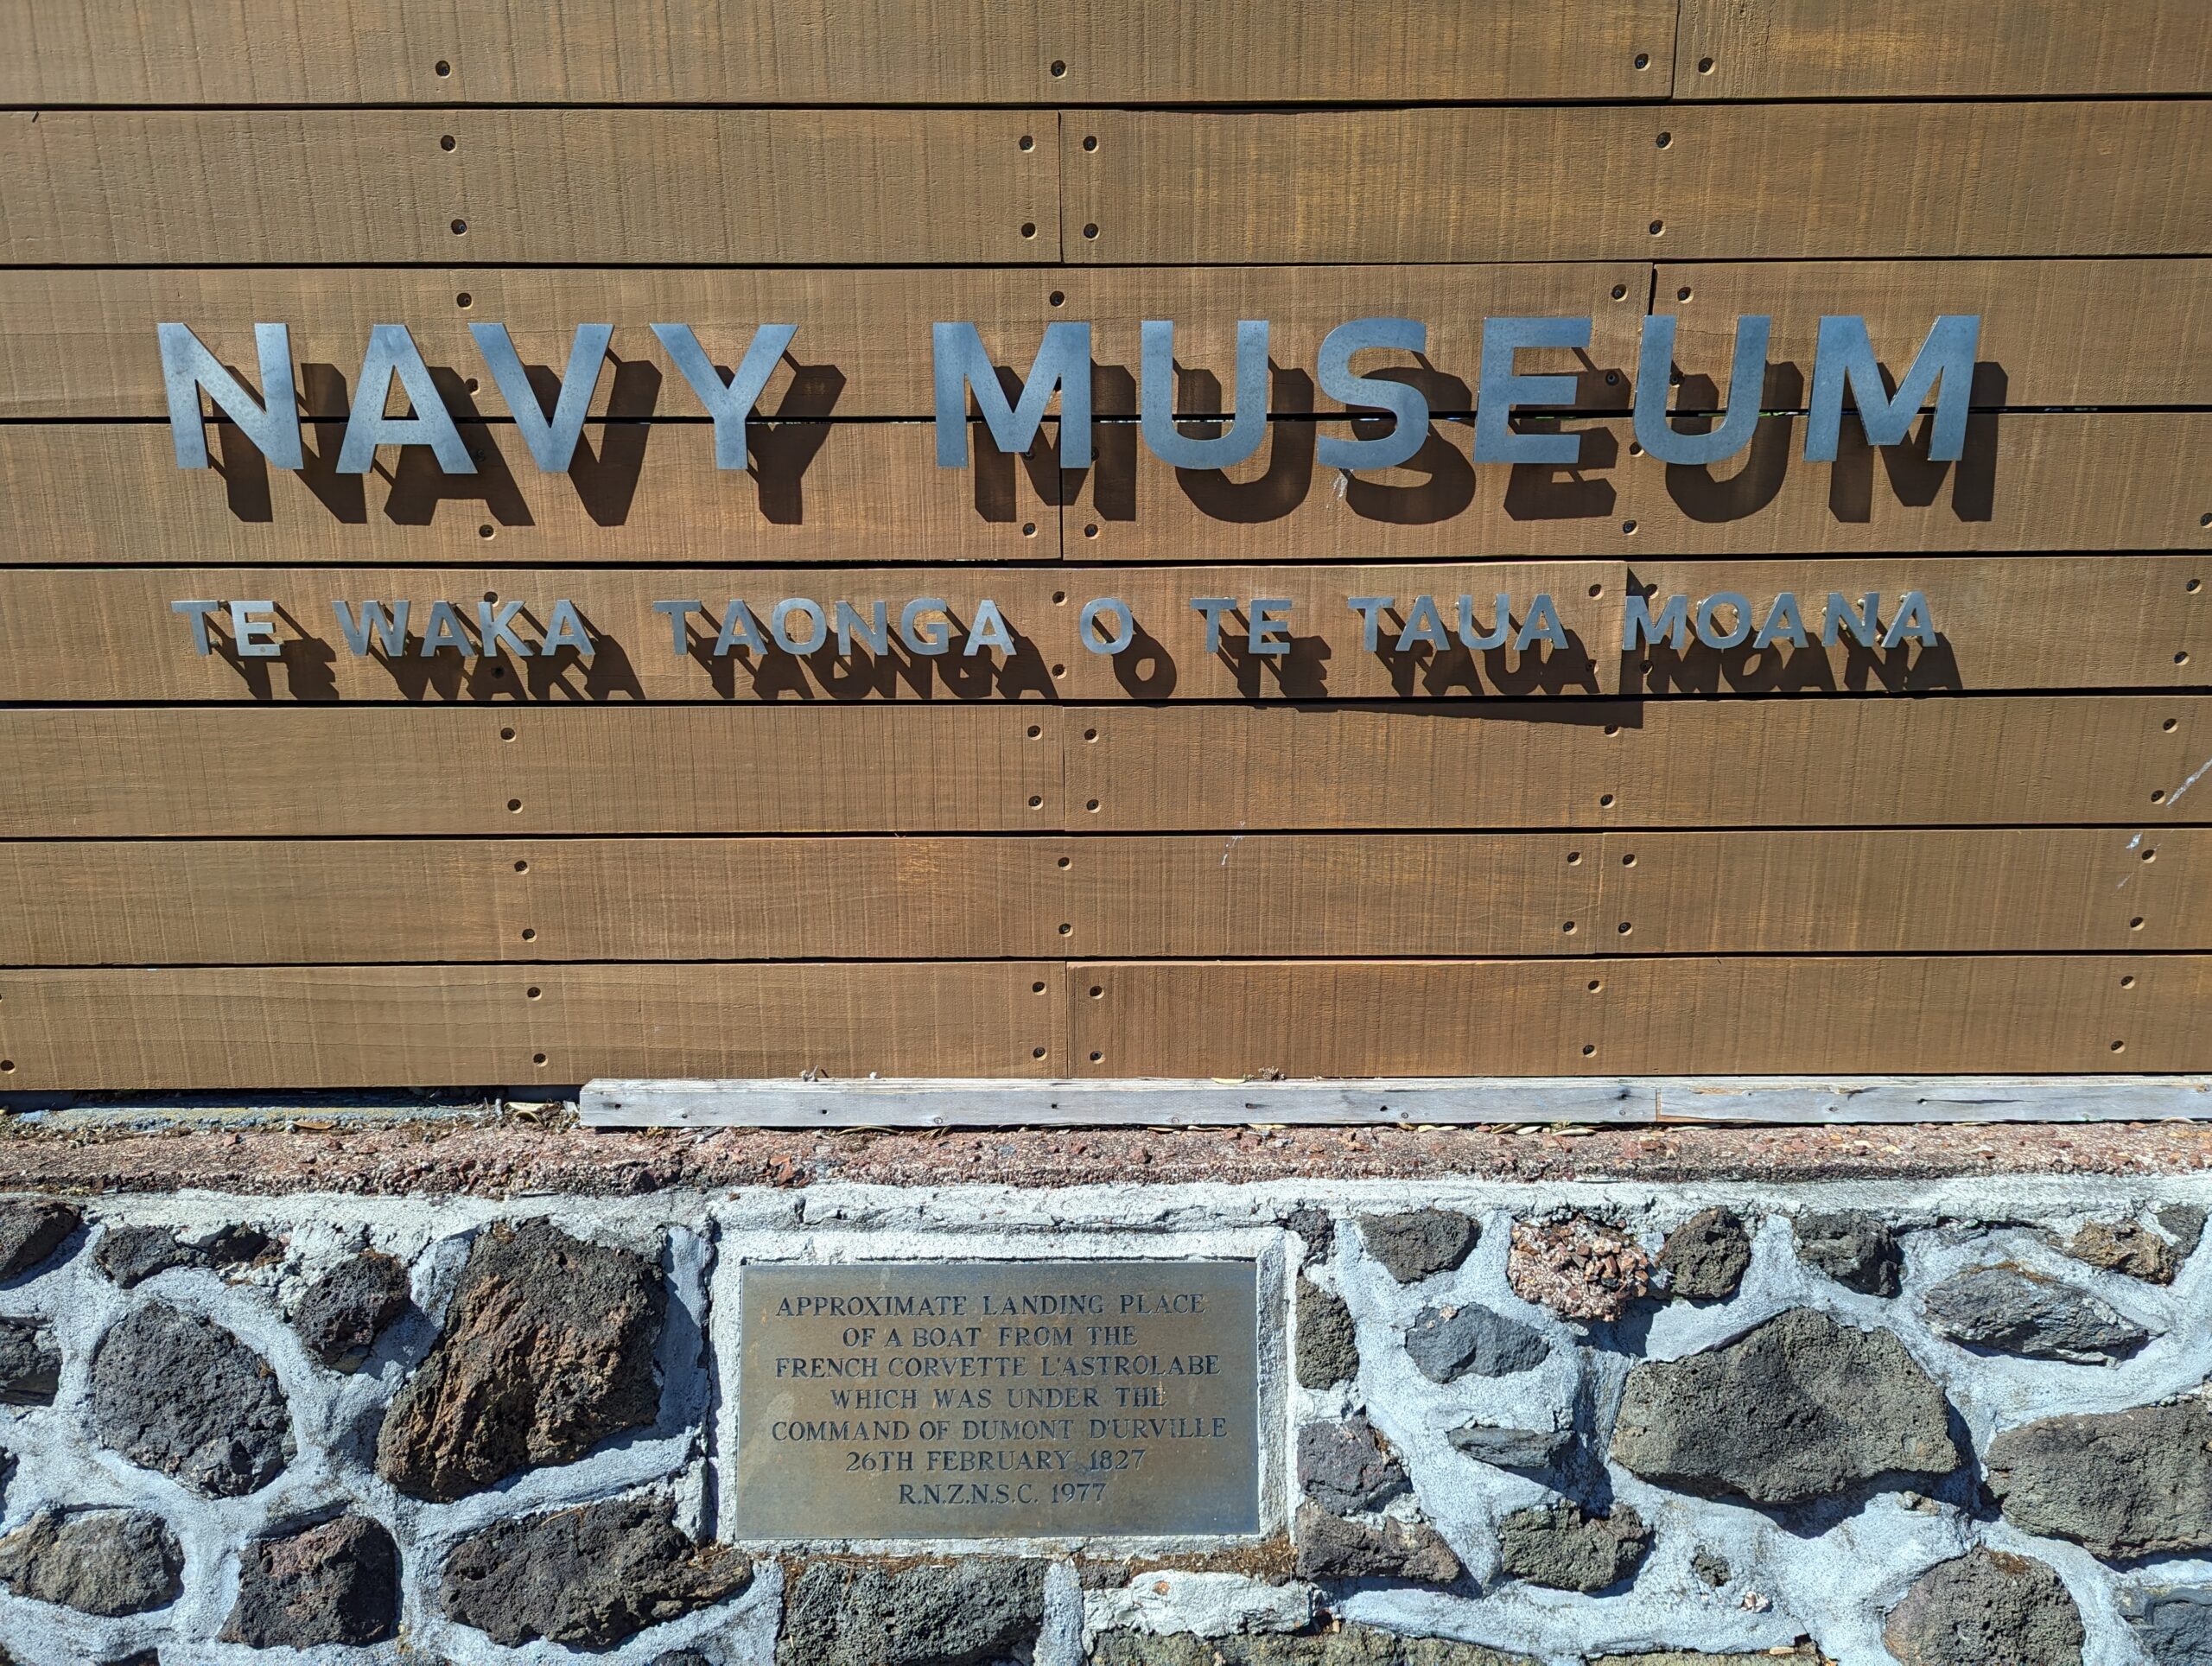 NAVY MUSEUM
TE WAKA TAONGA O TE TAUA MOANA
APPROXIMATE LANDING PLACE
OF A BOAT FROM THE
FRENCH CORVETTE L'ASTROLABE
WHICH WAS UNDER THE
COMMAND OF DUMONT D'URVILLE
26TH FEBRUARY 1827
R.N.Z.N.S.C. 1977